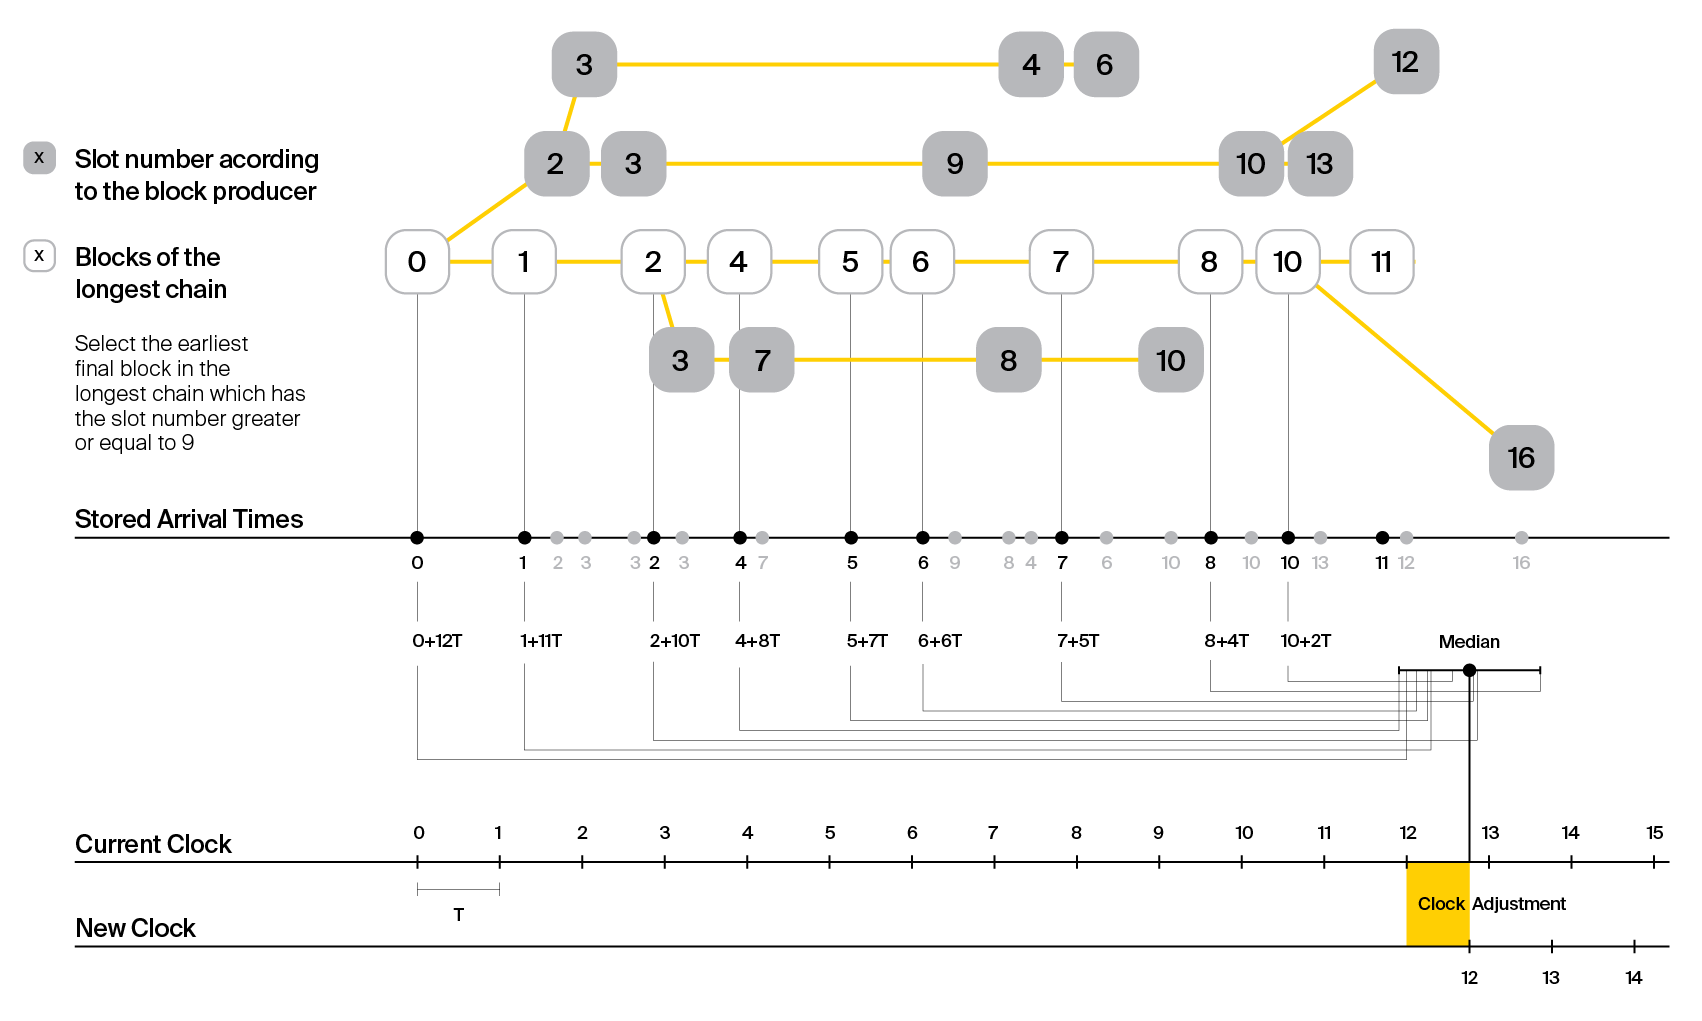 3 4 6 12
2 3 9 10 13
x Slot number acording
to the block producer
0 1 2 4 5 6 7 8 10 11
x Blocks of the
longest chain
3 7 8 10
Select the earliest
final block in the
longest chain which has
the slot number greater
or equal to 9
16
Stored Arrival Times
0 1 2 3 3 2 3 4 7 5 6 9 8 4 7 6 10 8 10 10 13 11 12 16
0+12T 1+11T 2+10T 4+8T 5+7T 6+6T 7+5T 8+4T 10+2T Median
0 1 2 3 4 5 6 7 8 9 10 11 12 13 14 15
Current Clock
Clock Adjustment
T
New Clock
12 13 14